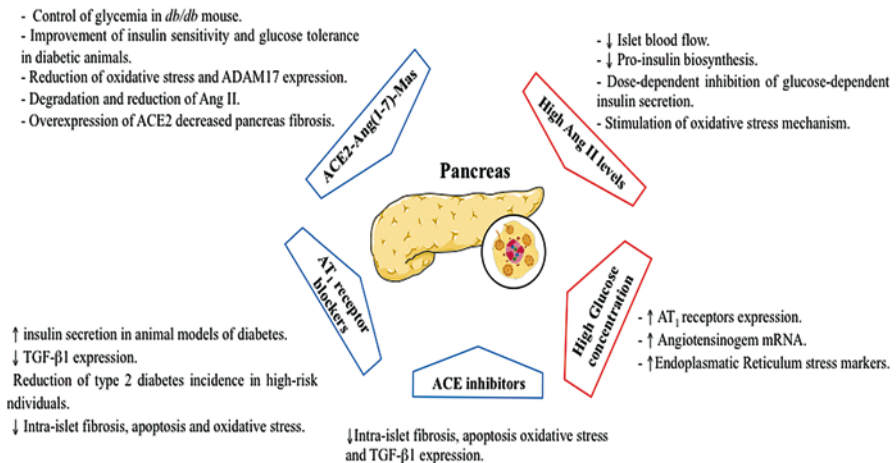 - Control of glycemia in db/db mouse.
- Improvement of insulin sensitivity and glucose tolerance
in diabetic animals.
- Reduction of oxidative stress and ADAM17 expression.
- Degradation and reduction of Ang II.
- Overexpression of ACE2 decreased pancreas fibrosis.
ACE2-Ang(1-7)-Mas
- ↓ Islet blood flow.
- ↓ Pro-insulin biosynthesis.
- Dose-dependent inhibition of glucose-dependent
insulin secretion.
- Stimulation of oxidative stress mechanism.
High Ang II levels
Pancreas
AT1 receptor
blockers
↑ insulin secretion in animal models of diabetes.
↓ TGF-β1 expression.
Reduction of type 2 diabetes incidence in high-risk
ndividuals.
↓ Intra-islet fibrosis, apoptosis and oxidative stress.
ACE inhibitors
↓Intra-islet fibrosis, apoptosis oxidative stress
and TGF-β1 expression.
High Glucose
concentration
- ↑ AT1 receptors expression.
- ↑ Angiotensinogem mRNA.
- ↑Endoplasmatic Reticulum stress markers.